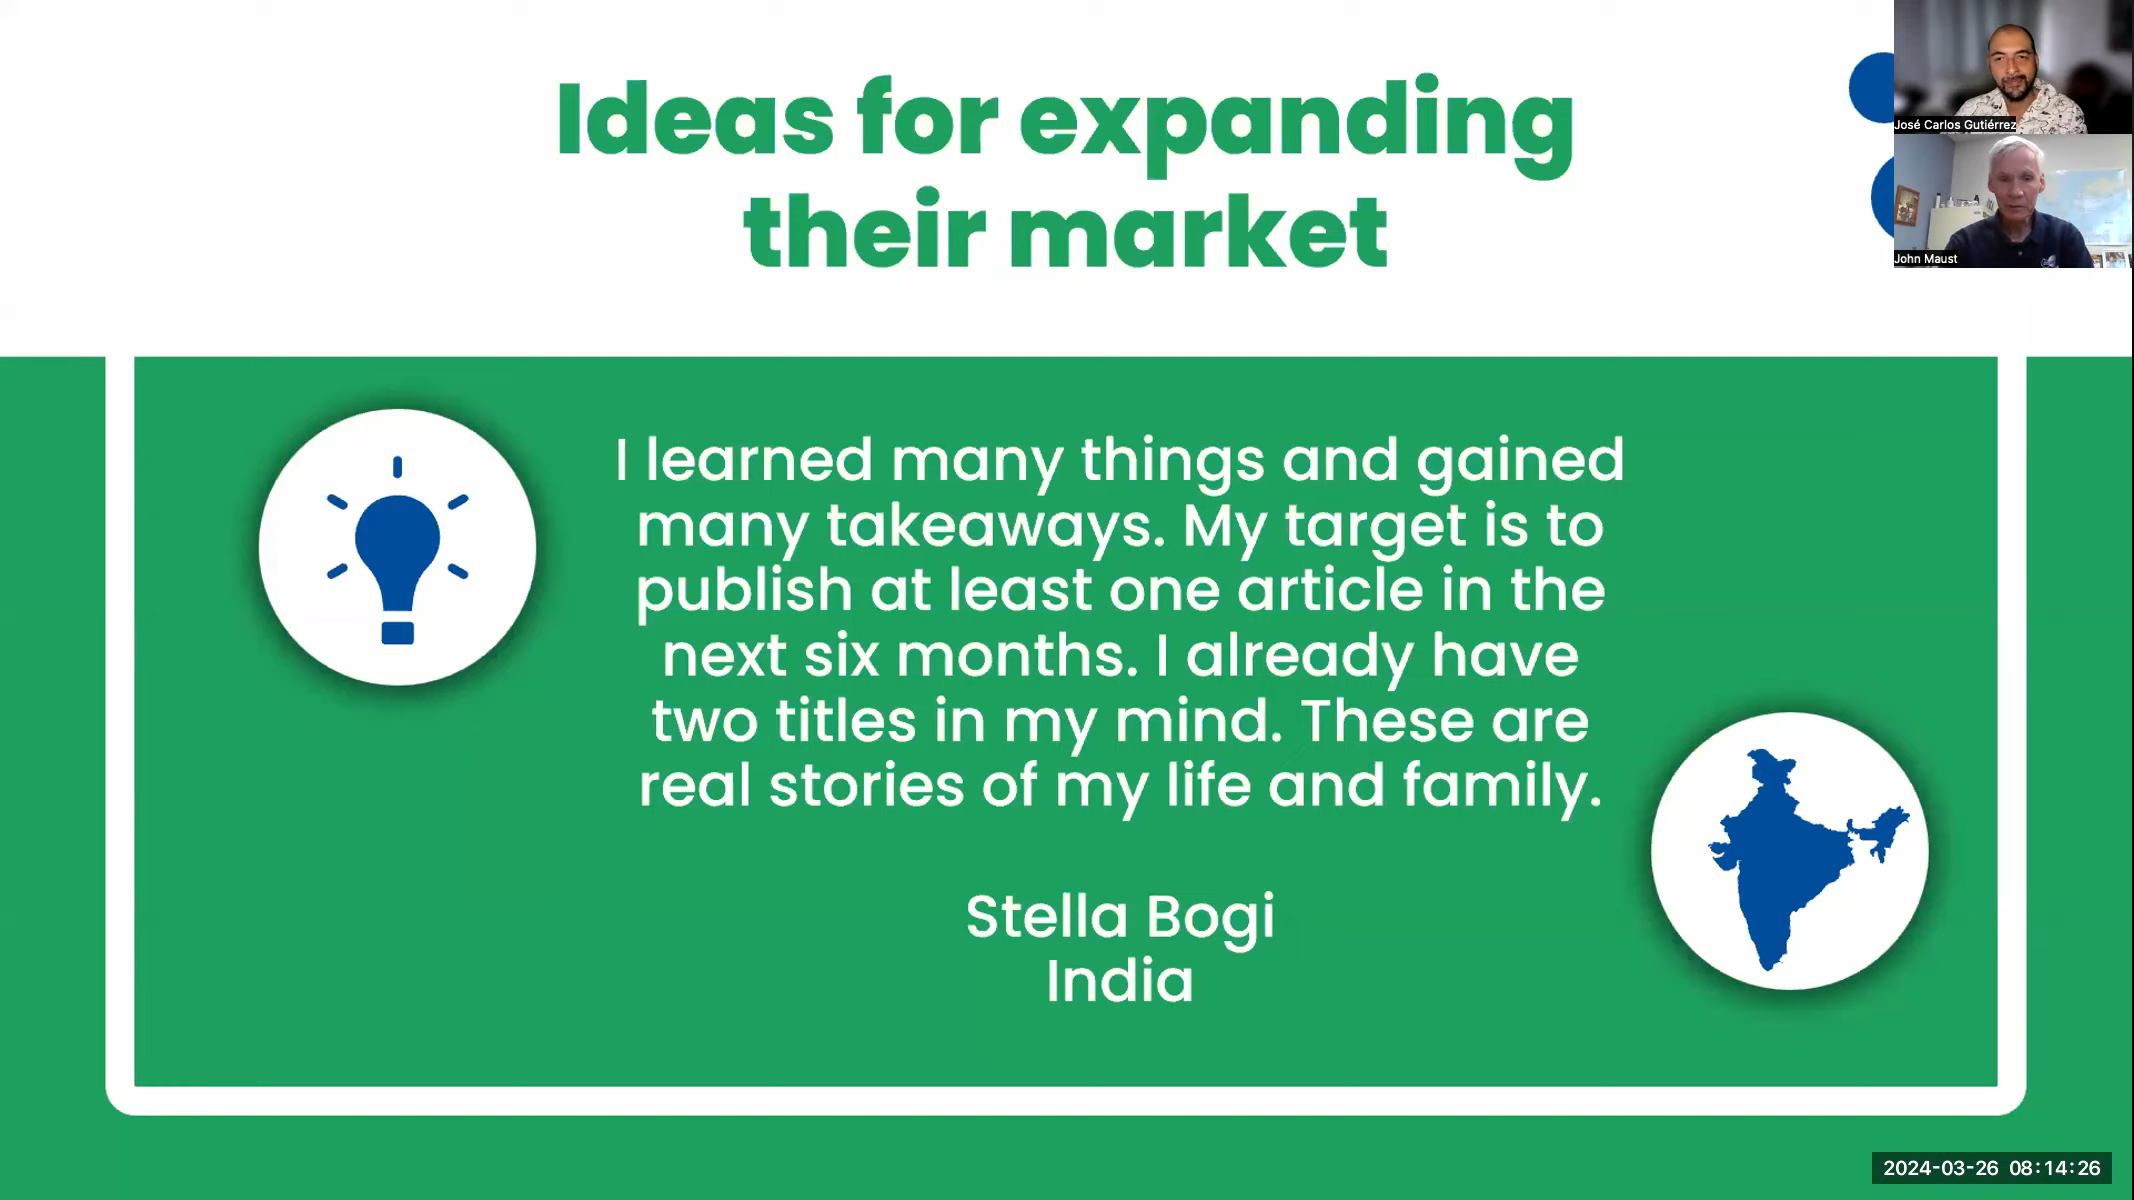 Ideas for expanding
their market
José Carlos Gutiérrez
John Maust
I learned many things and gained
many takeaways. My target is to
publish at least one article in the
next six months. I already have
two titles in my mind. These are
real stories of my life and family.
Stella Bogi
India
2024-03-26 08:14:26